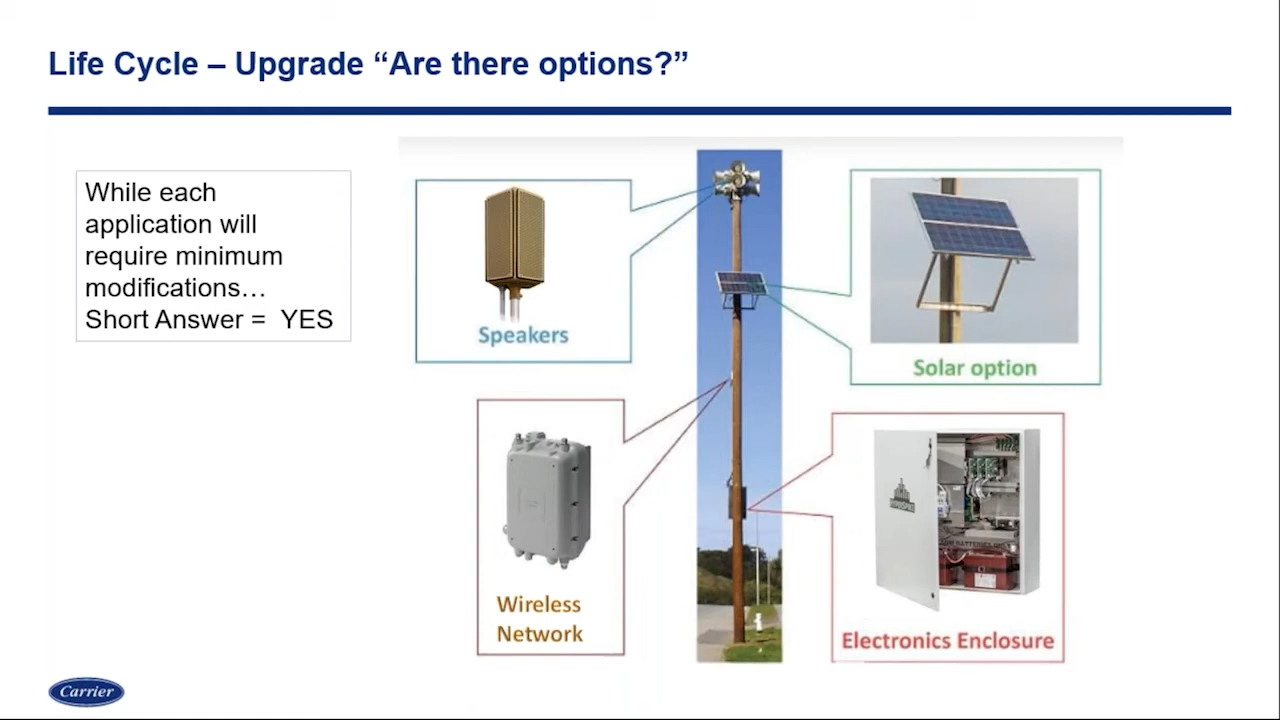 Life Cycle – Upgrade “Are there options?”
While each
application will
require minimum
modifications…
Short Answer = YES
Speakers
Solar option
Wireless
Network
Electronics Enclosure
Carrier